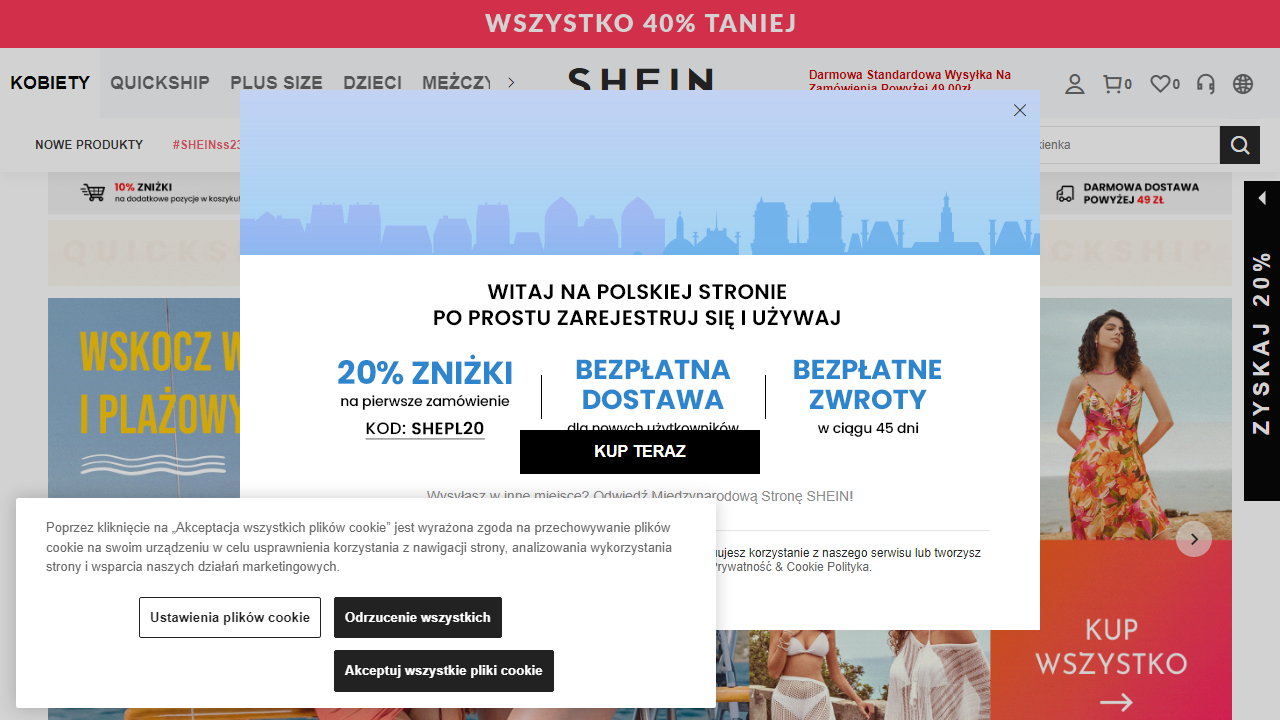 WSZYSTKO 40% TANIEJ
KOBIETY
QUICKSHIP
PLUS SIZE
DZIECI
MĘŻCZY
SHEIN
Darmowa Standardowa Wysyłka Na
Zamówienia Powyżej 49,00zł
0
0
NOWE PRODUKTY
#SHEINss23
10% ZNIŻKI
na dodatkowe pozycje w koszyku!
DARMOWA DOSTAWA
POWYŻEJ 49 ZŁ
WSKOCZ W
I PLAŻOWY
WITAJ NA POLSKIEJ STRONIE
PO PROSTU ZAREJESTRUJ SIĘ I UŻYWAJ
20% ZNIŻKI
na pierwsze zamówienie
KOD: SHEPL20
BEZPŁATNA
DOSTAWA
dla nowych użytkowników
BEZPŁATNE
ZWROTY
w ciągu 45 dni
KUP TERAZ
Wysyłasz w inne miejsce? Odwiedź Międzynarodową Stronę SHEIN!
ujesz korzystanie z naszego serwisu lub tworzysz
Prywatność & Cookie Polityka.
Poprzez kliknięcie na „Akceptacja wszystkich plików cookie” jest wyrażona zgoda na przechowywanie plików
cookie na swoim urządzeniu w celu usprawnienia korzystania z nawigacji strony, analizowania wykorzystania
strony i wsparcia naszych działań marketingowych.
Ustawienia plików cookie
Odrzucenie wszystkich
Akceptuj wszystkie pliki cookie
ZYSKAJ 20%
KUP
WSZYSTKO